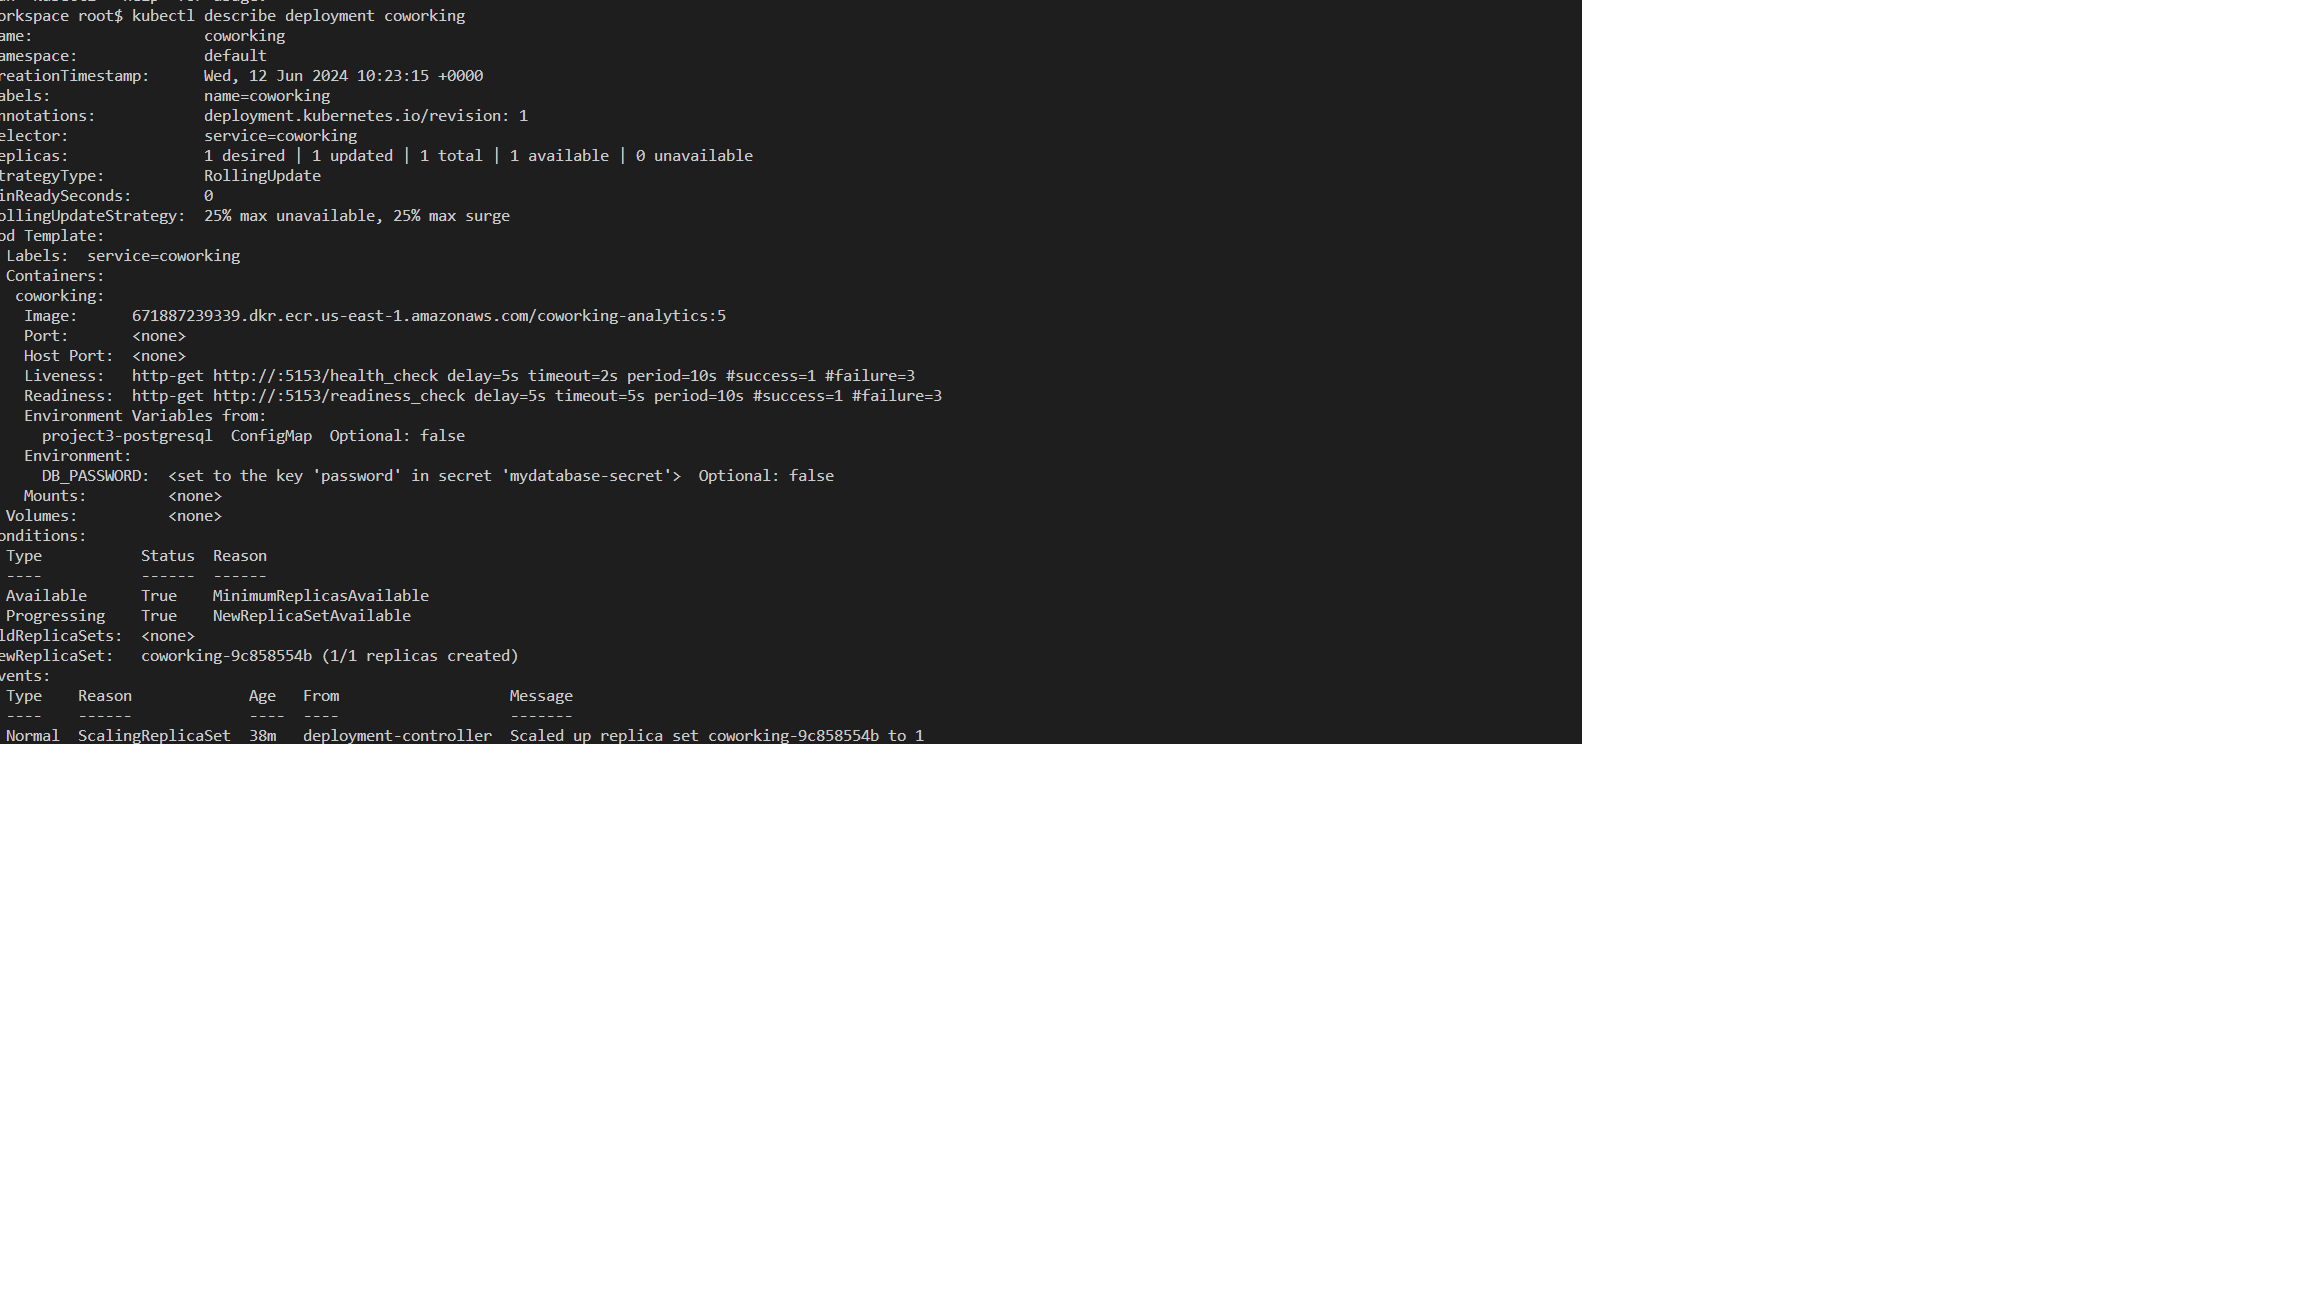 orkspace root$ kubectl describe deployment coworking
ame:                   coworking
amespace:              default
reationTimestamp:      Wed, 12 Jun 2024 10:23:15 +0000
abels:                 name=coworking
nnotations:            deployment.kubernetes.io/revision: 1
elector:               service=coworking
eplicas:               1 desired | 1 updated | 1 total | 1 available | 0 unavailable
trategyType:           RollingUpdate
inReadySeconds:        0
ollingUpdateStrategy:  25% max unavailable, 25% max surge
od Template:
 Labels:  service=coworking
 Containers:
  coworking:
   Image:      671887239339.dkr.ecr.us-east-1.amazonaws.com/coworking-analytics:5
   Port:       <none>
   Host Port:  <none>
   Liveness:   http-get http://:5153/health_check delay=5s timeout=2s period=10s #success=1 #failure=3
   Readiness:  http-get http://:5153/readiness_check delay=5s timeout=5s period=10s #success=1 #failure=3
   Environment Variables from:
     project3-postgresql  ConfigMap  Optional: false
   Environment:
     DB_PASSWORD:  <set to the key 'password' in secret 'mydatabase-secret'>  Optional: false
   Mounts:         <none>
 Volumes:          <none>
onditions:
 Type           Status  Reason
 ----           ------  ------
 Available      True    MinimumReplicasAvailable
 Progressing    True    NewReplicaSetAvailable
ldReplicaSets:  <none>
ewReplicaSet:   coworking-9c858554b (1/1 replicas created)
vents:
 Type    Reason             Age   From                   Message
 ----    ------             ----  ----                   -------
 Normal  ScalingReplicaSet  38m   deployment-controller  Scaled up replica set coworking-9c858554b to 1